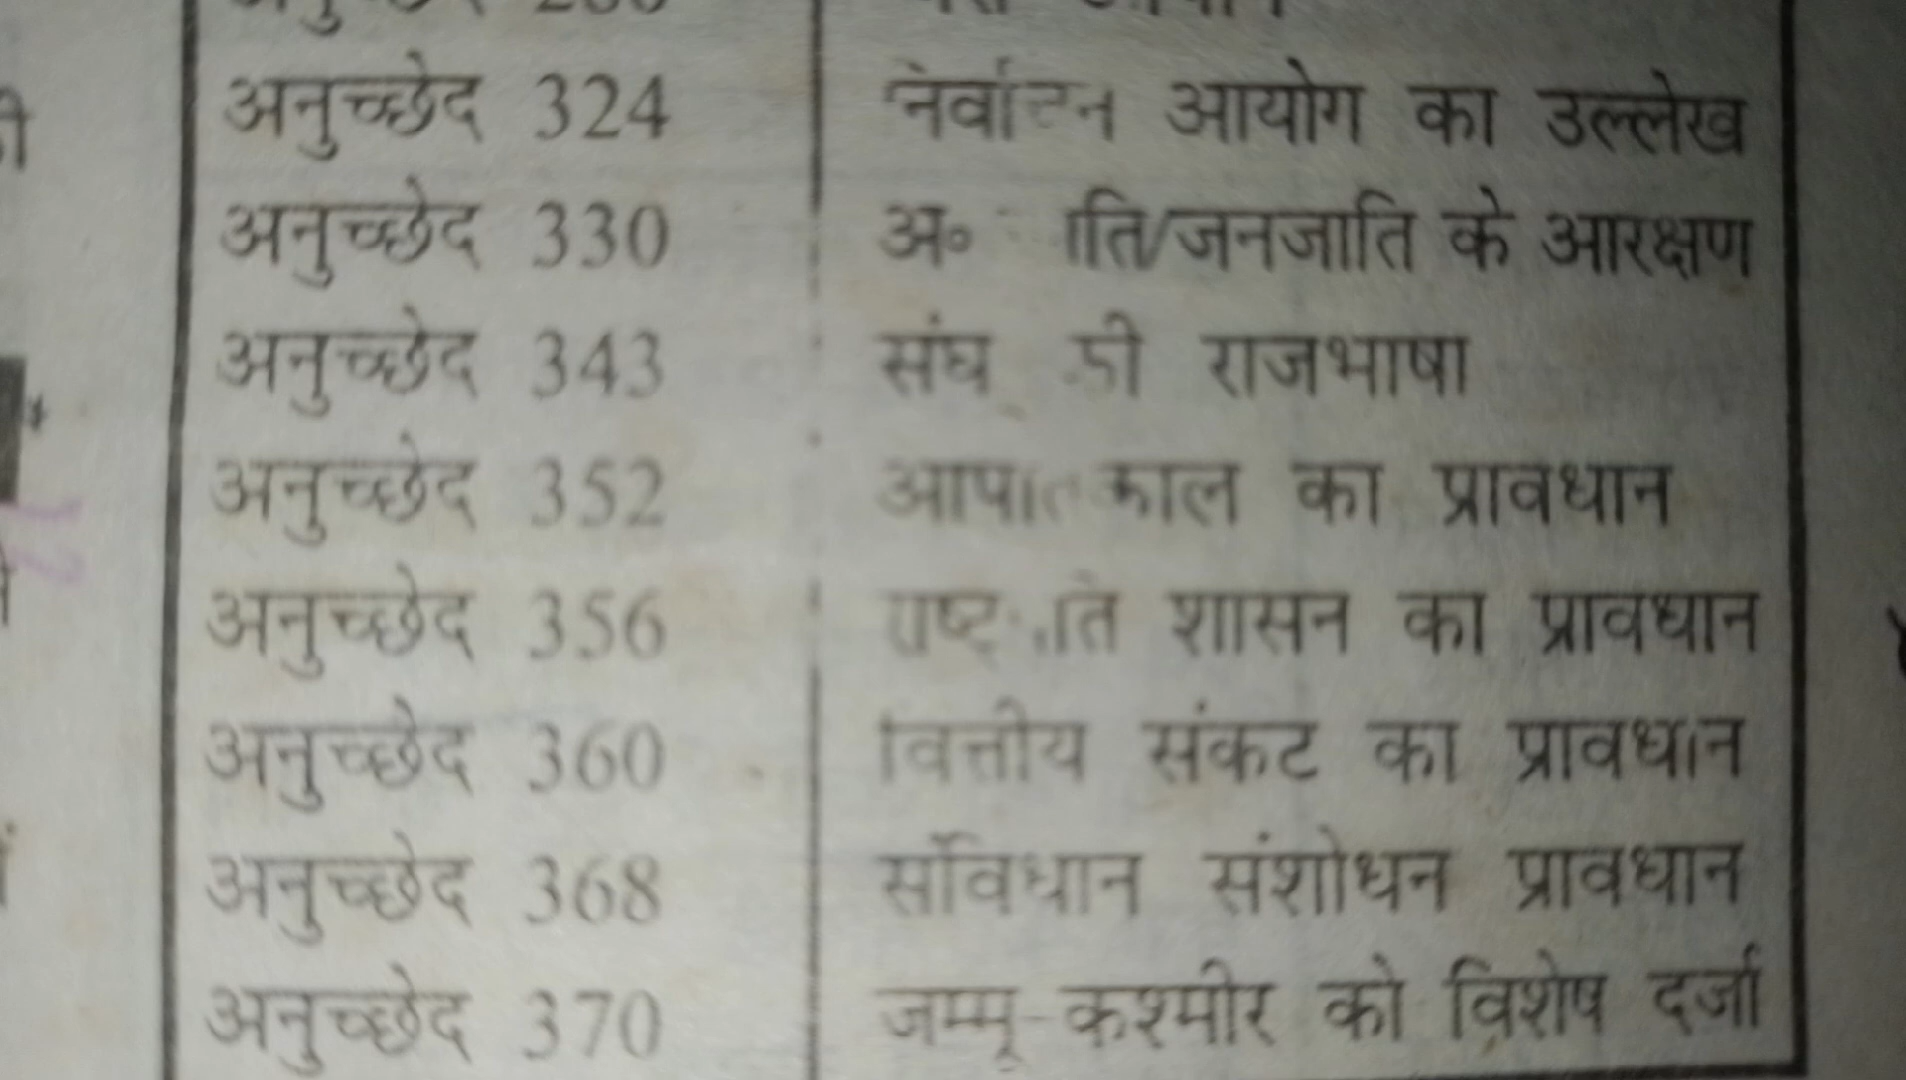 अनुच्छेद 324 आयोग का उल्लेख
अनुच्छेद 330 अ० जनजाति के आरक्षण
अनुच्छेद 343 संघ की राजभाषा
अनुच्छेद 352 का प्रावधान
अनुच्छेद 356 शासन का प्रावधान
अनुच्छेद 360 वित्तीय संकट का प्रावधान
अनुच्छेद 368 संविधान संशोधन प्रावधान
अनुच्छेद 370 जम्मू-कश्मीर को विशेष दर्जा